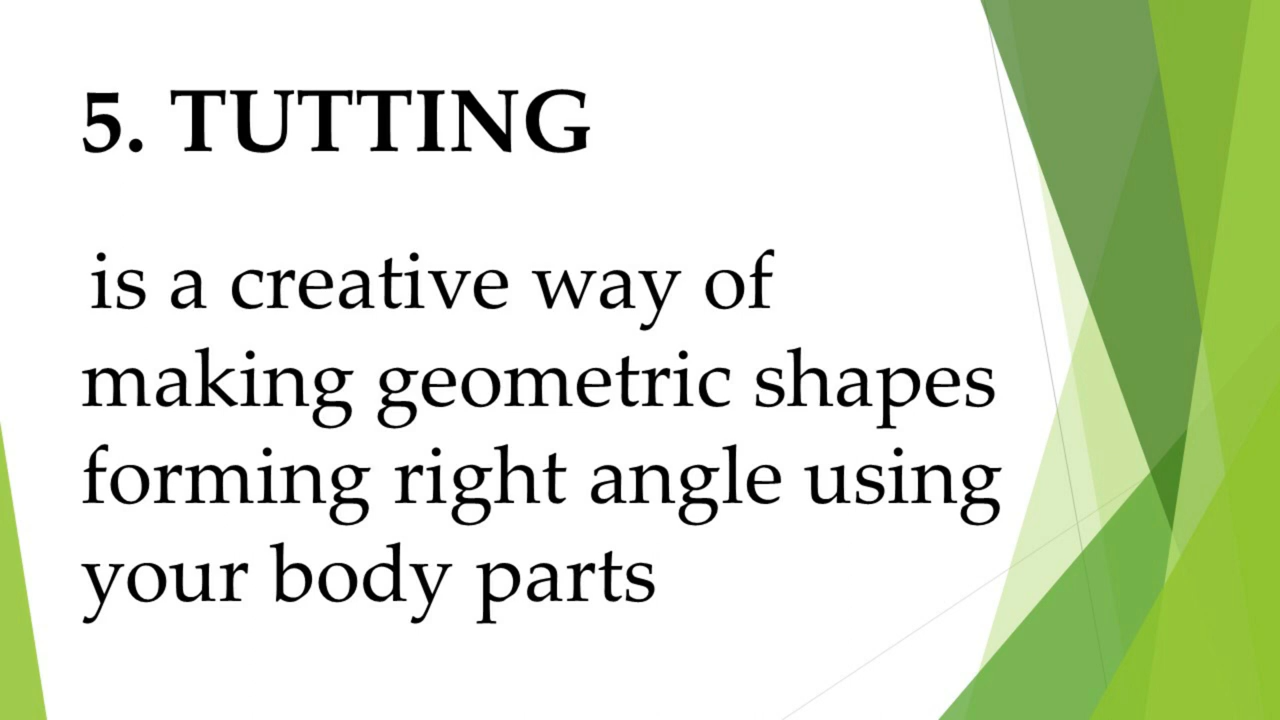 5. TUTTING
is a creative way of
making geometric shapes
forming right angle using
your body parts